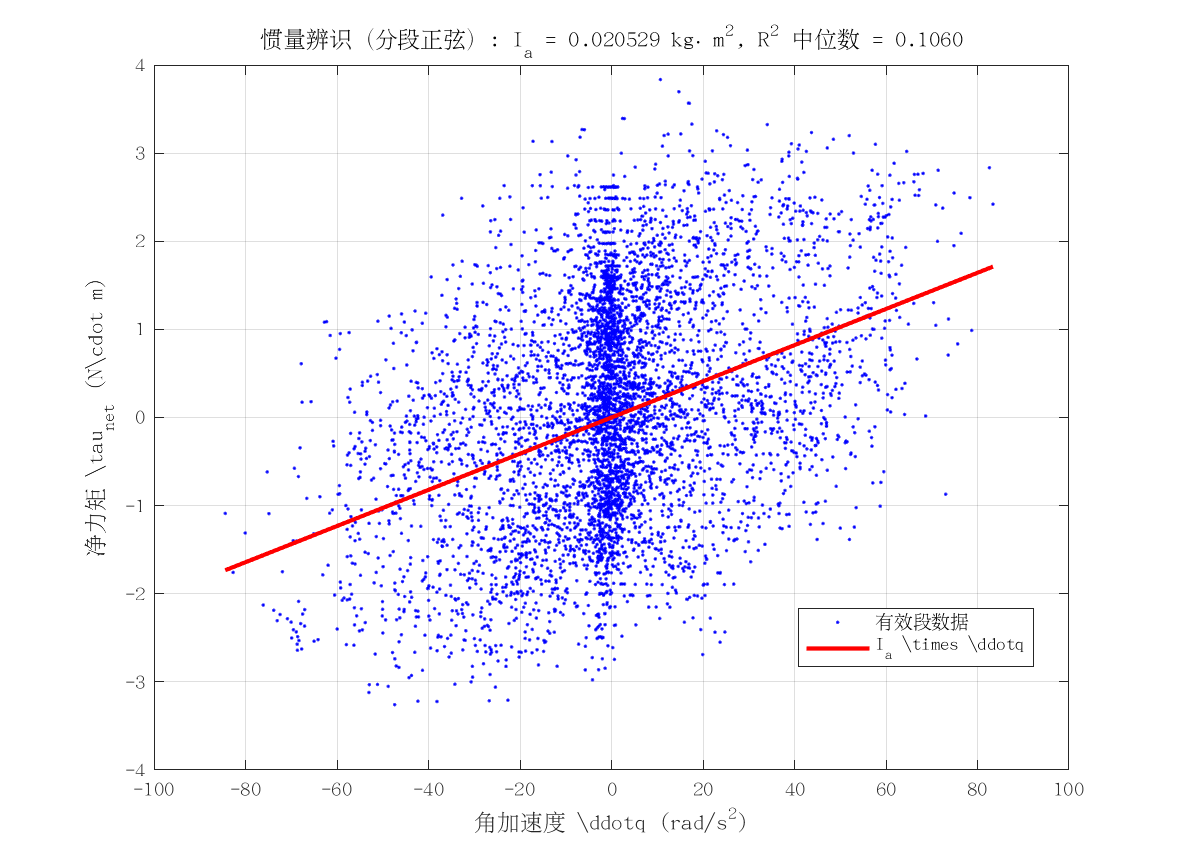 惯量辨识 (分段正弦) : I_a = 0.020529 kg·m^2, R^2 中位数 = 0.1060
4
3
2
1
0
-1
-2
-3
-4
净力矩 \tau_net (N\cdot m)
有效段数据
I_a \times \ddotq
-100 -80 -60 -40 -20 0 20 40 60 80 100
角加速度 \ddotq (rad/s^2)